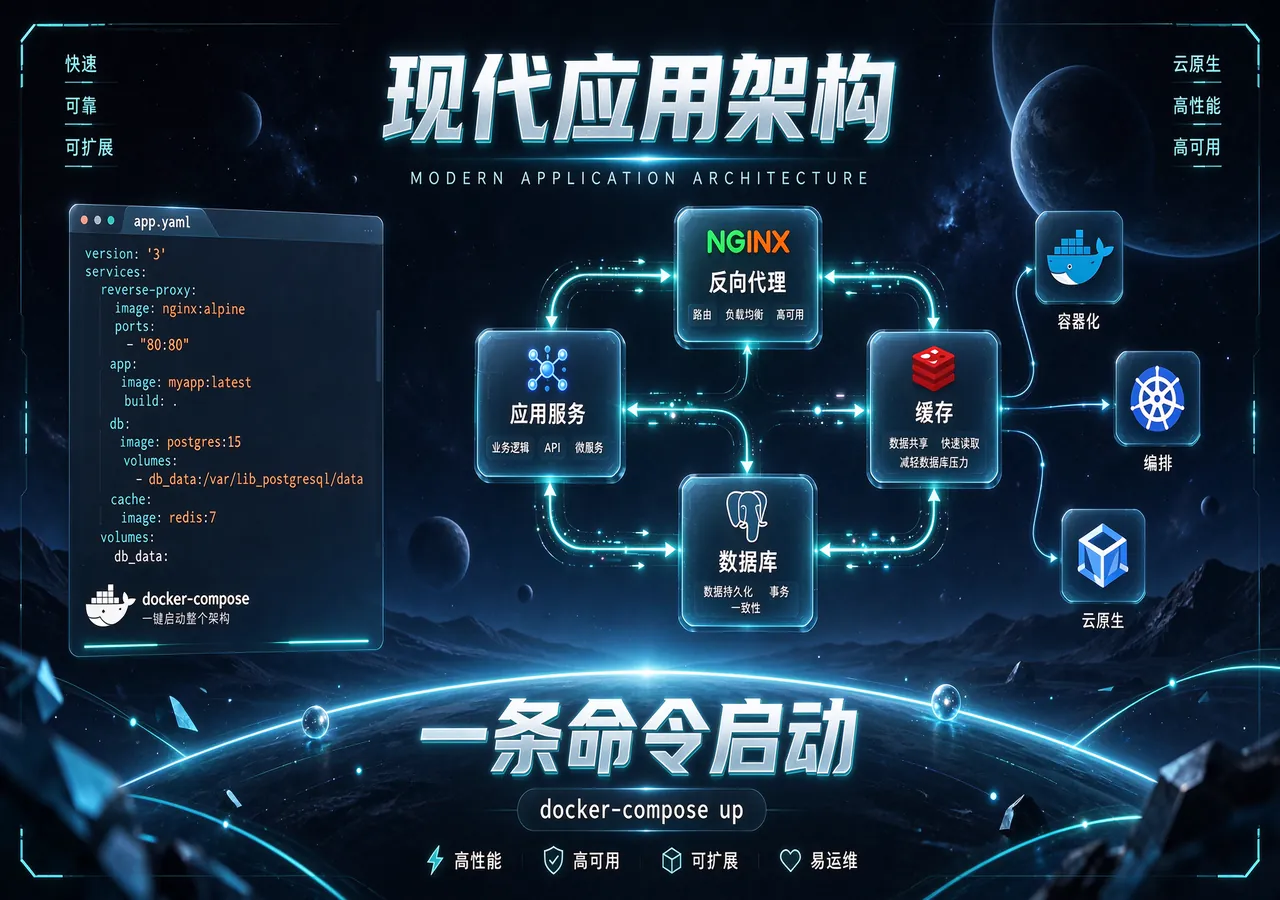 快速
可靠
可扩展
现代应用架构
MODERN APPLICATION ARCHITECTURE
云原生
高性能
高可用
app.yaml
version: '3'
services:
reverse-proxy:
image: nginx:alpine
ports:
- "80:80"
app:
image: myapp:latest
build: .
db:
image: postgres:15
volumes:
- db_data:/var/lib_postgresql/data
cache:
image: redis:7
volumes:
db_data:
docker-compose
一键启动整个架构
NGINX
反向代理
路由 负载均衡 高可用
应用服务
业务逻辑 API 微服务
缓存
数据共享 快速读取
减轻数据库压力
数据库
数据持久化 事务
一致性
容器化
编排
云原生
一条命令启动
docker-compose up
高性能 高可用 可扩展 易运维